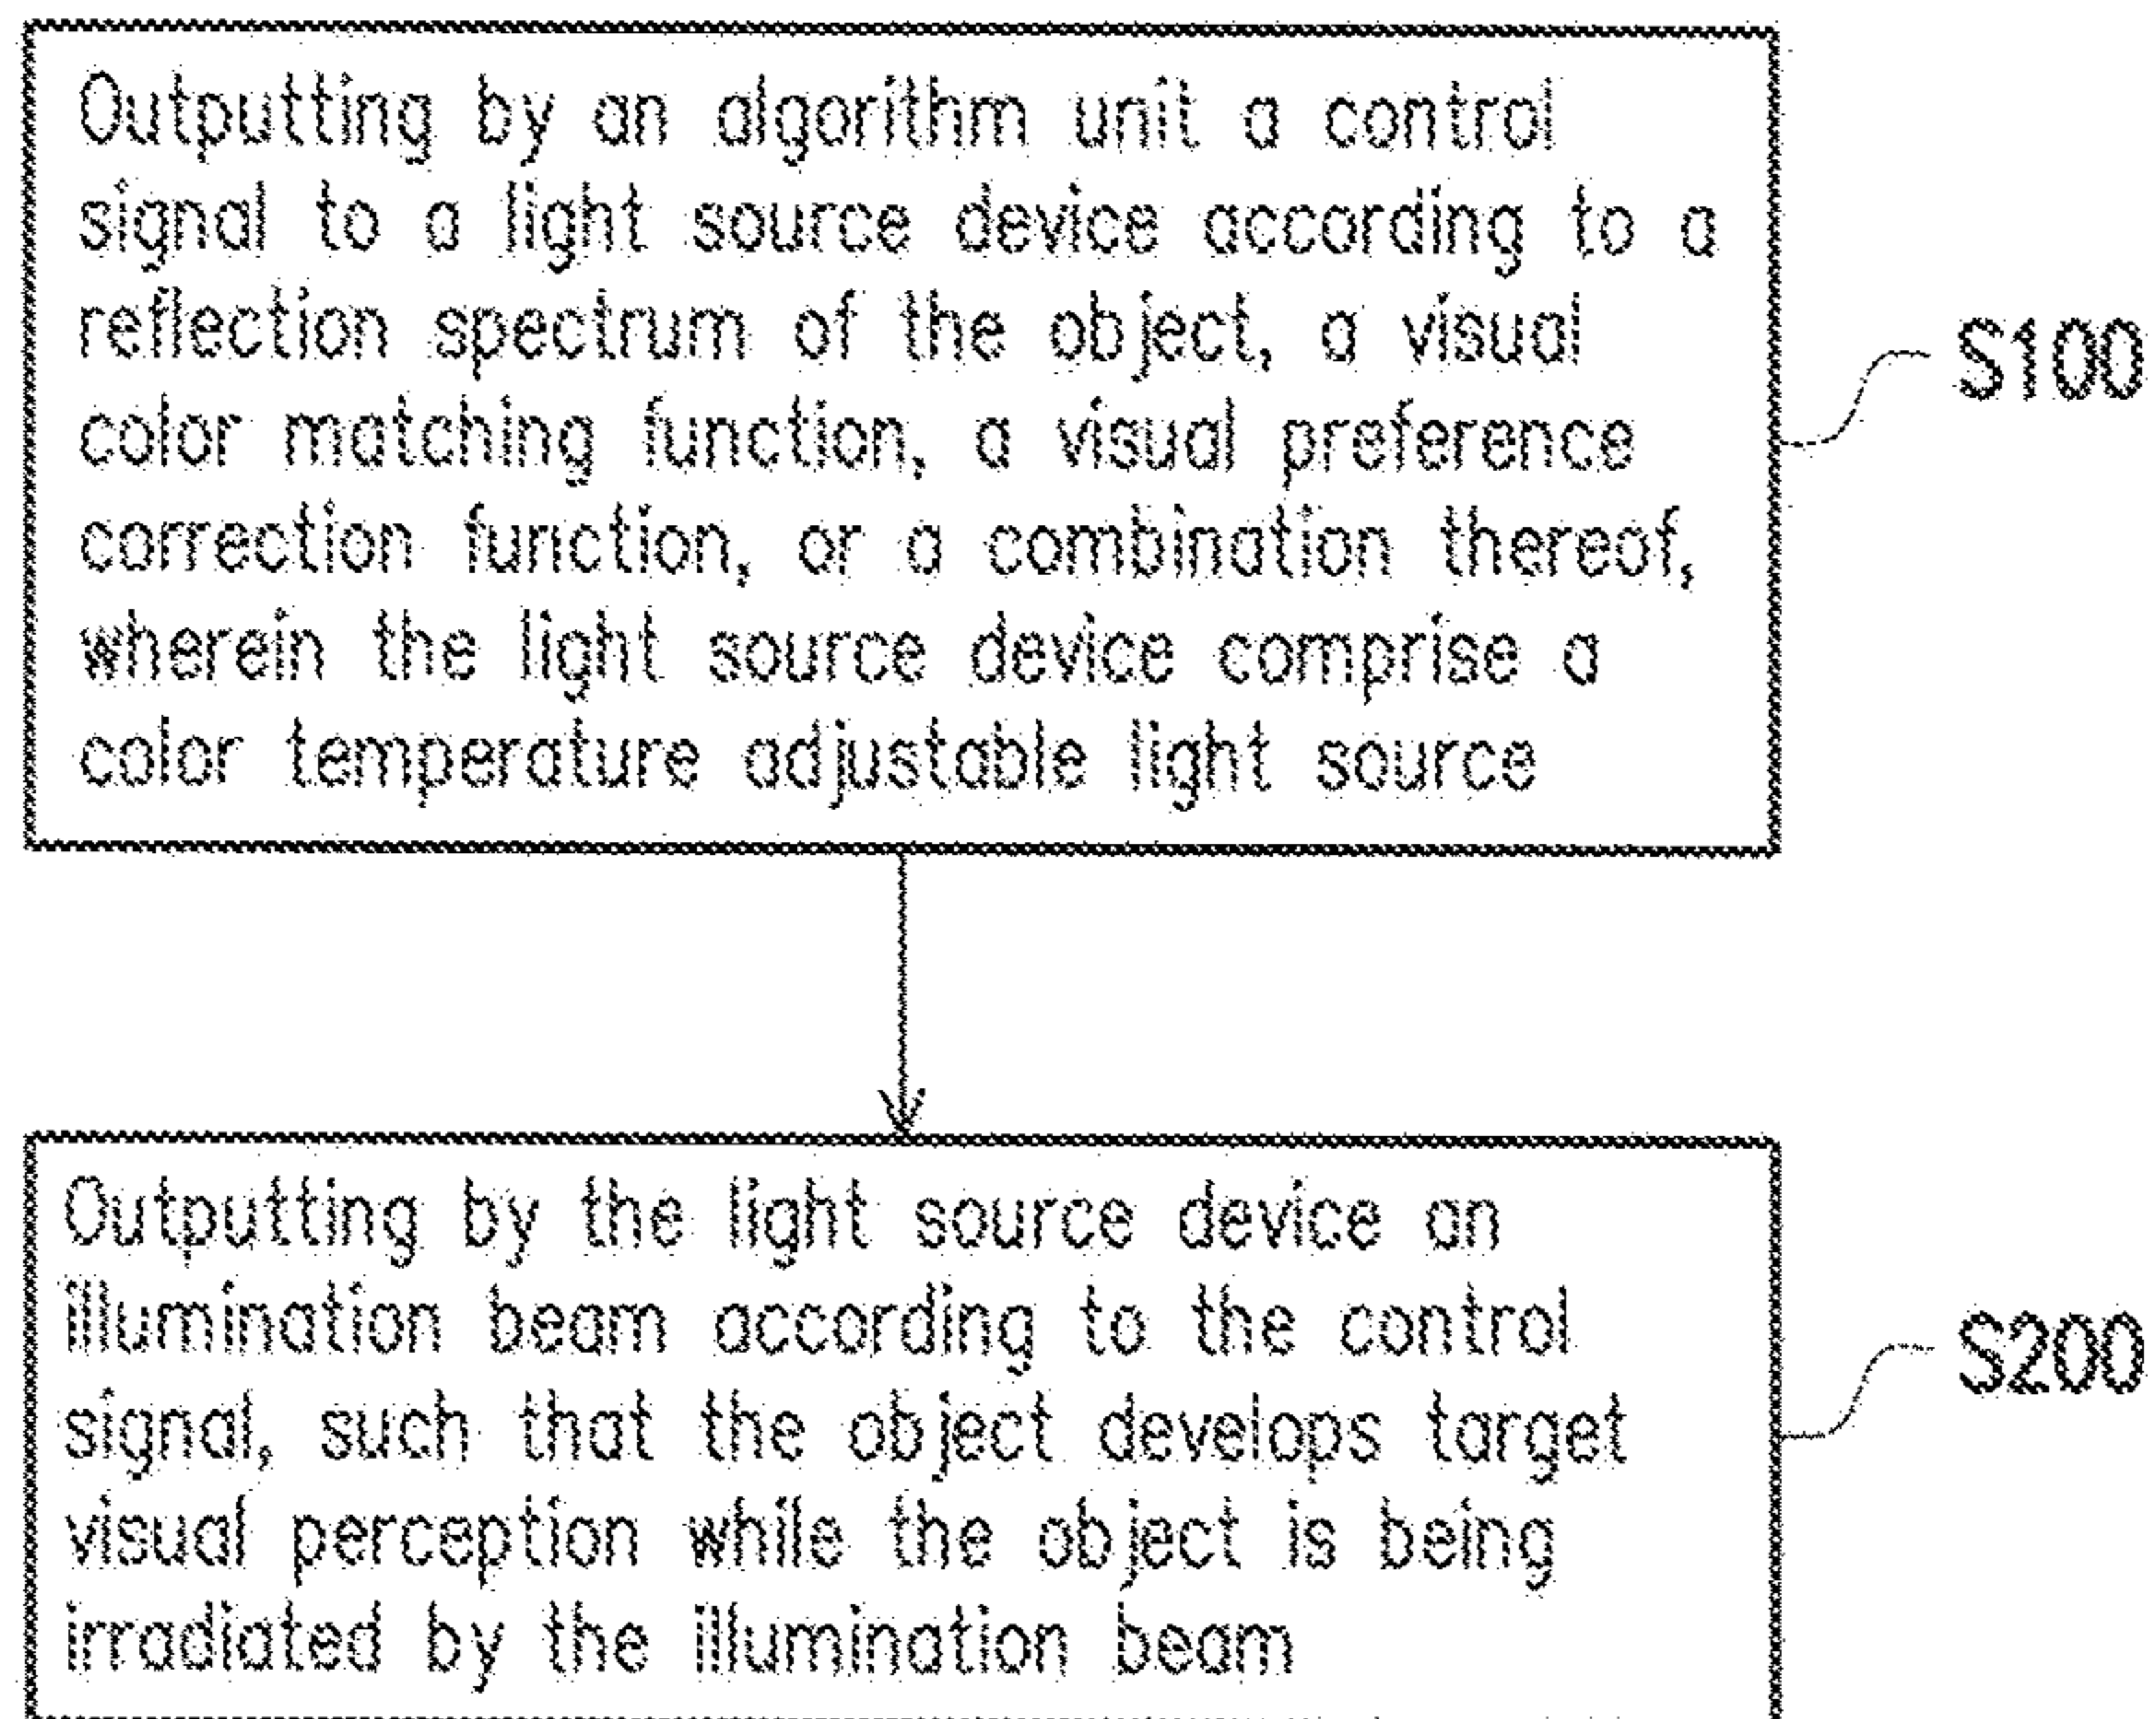 Outputting by an algorithm unit a control
signal to a light source device according to a
reflection spectrum of the object, a visual
color matching function, a visual preference
correction function, or a combination thereof,
wherein the light source device comprise a
color temperature adjustable light source
S100
Outputting by the light source device an
illumination beam according to the control
signal, such that the object develops target
visual perception while the object is being
irradiated by the illumination beam
S200